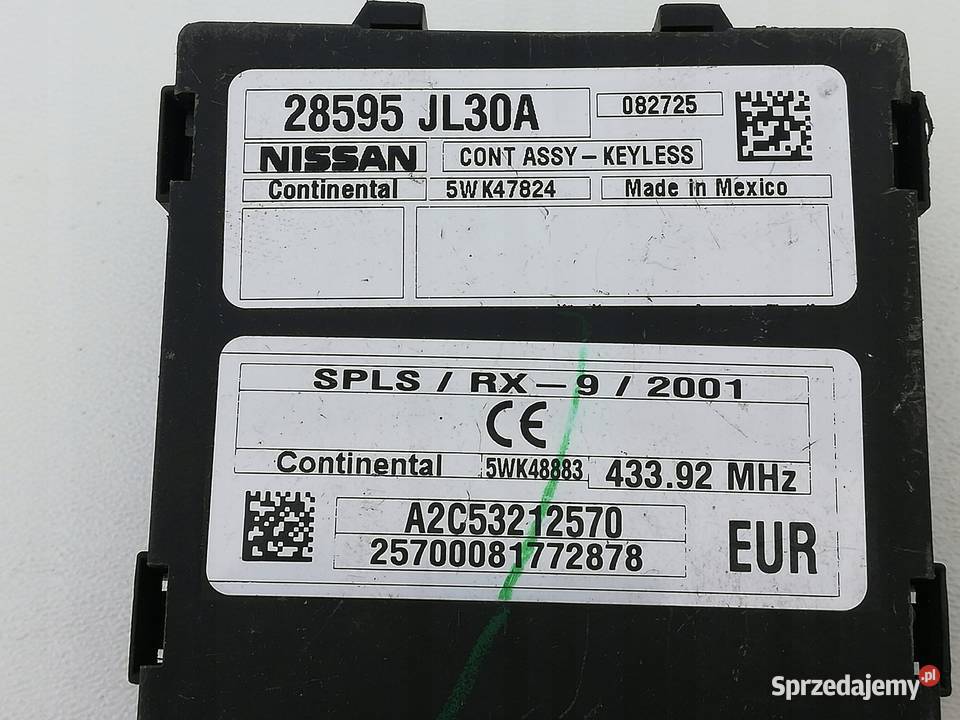 28595 JL30A
082725
NISSAN
CONT ASSY-KEYLESS
Continental
5WK47824
Made in Mexico
SPLS / RX-9 / 2001
CE
Continental
5WK48883
433.92 MHz
A2C53212570
25700081772878
EUR
Sprzedajemy.pl